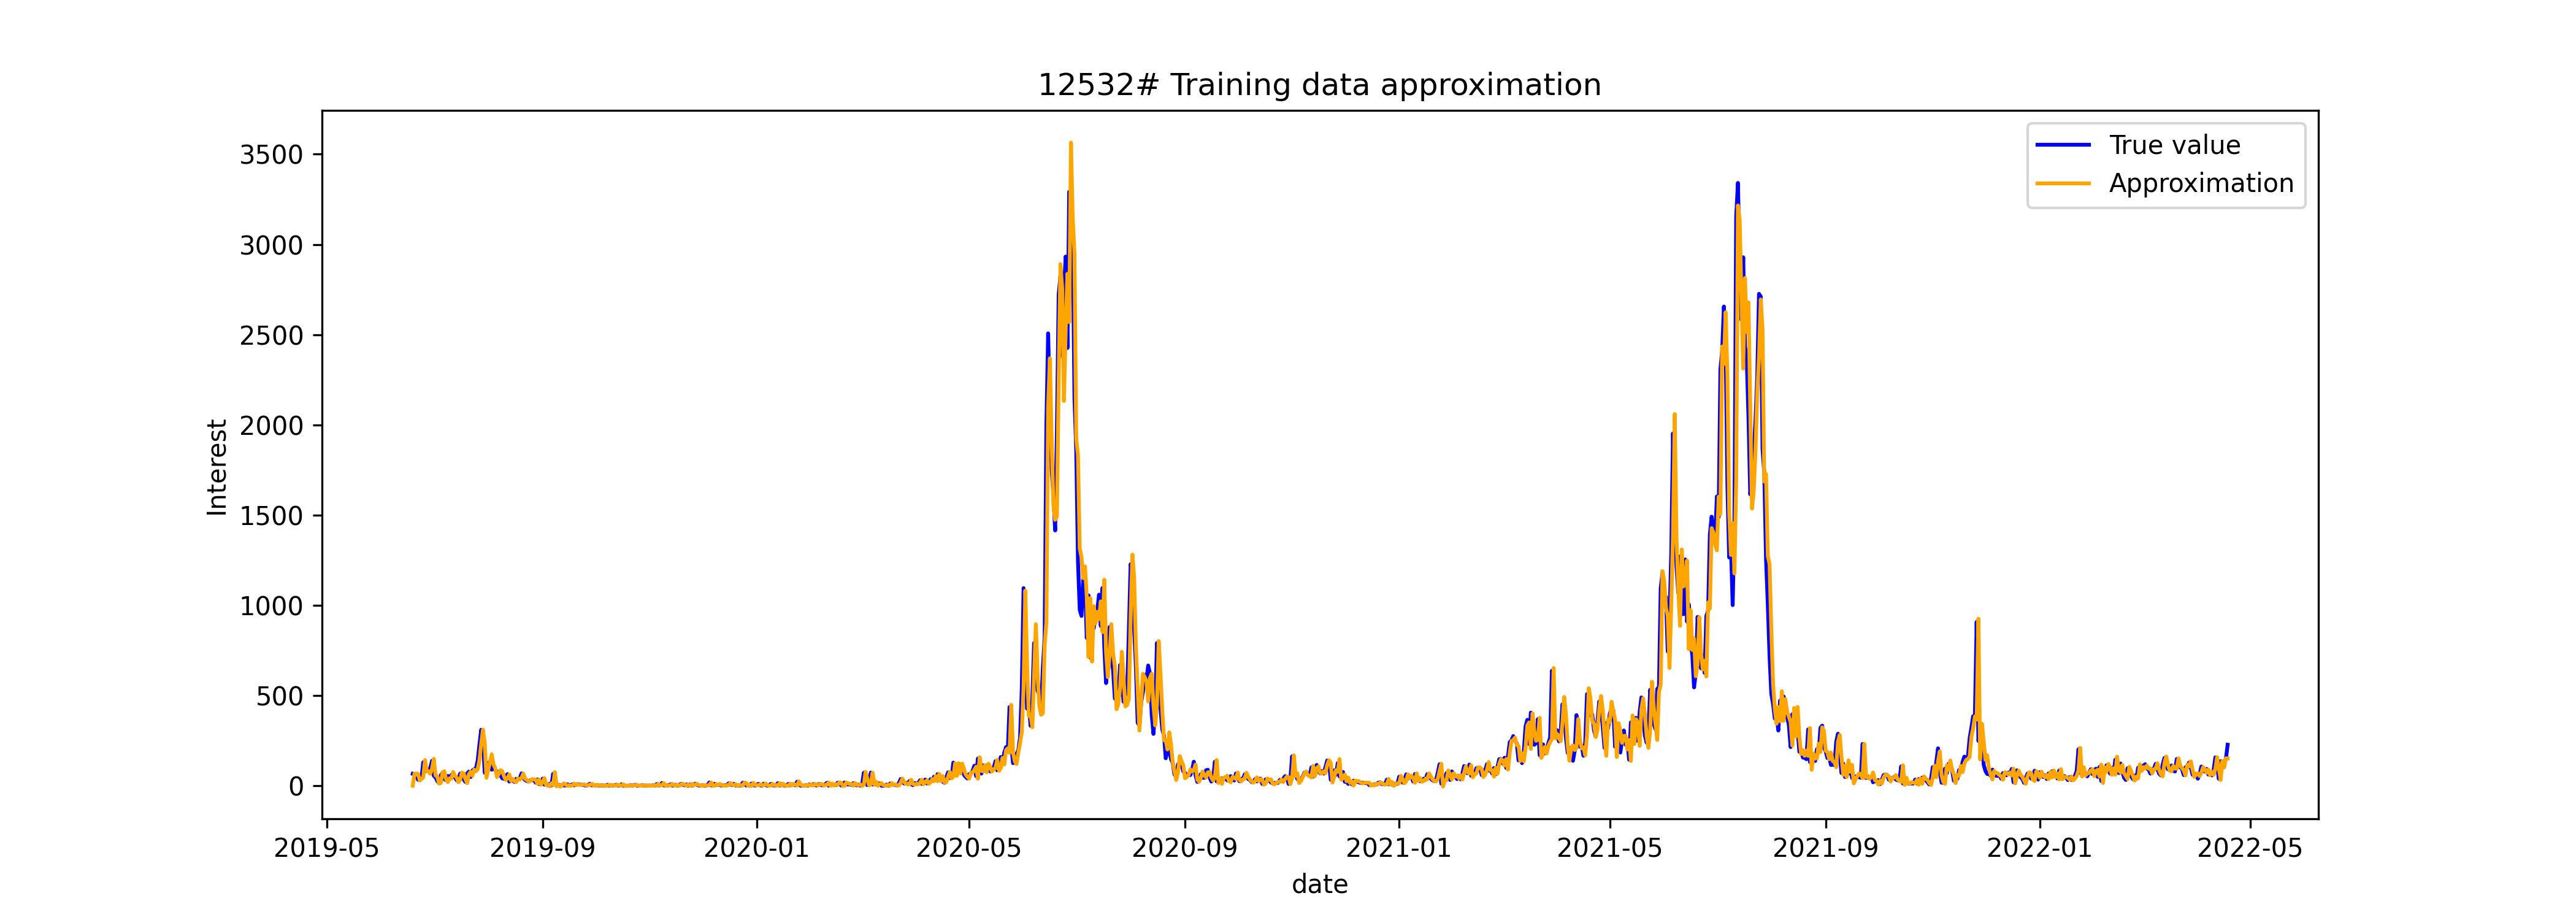 12532# Training data approximation
True value
Approximation
3500
3000
2500
2000
1500
1000
500
0
Interest
2019-05 2019-09 2020-01 2020-05 2020-09 2021-01 2021-05 2021-09 2022-01 2022-05
date